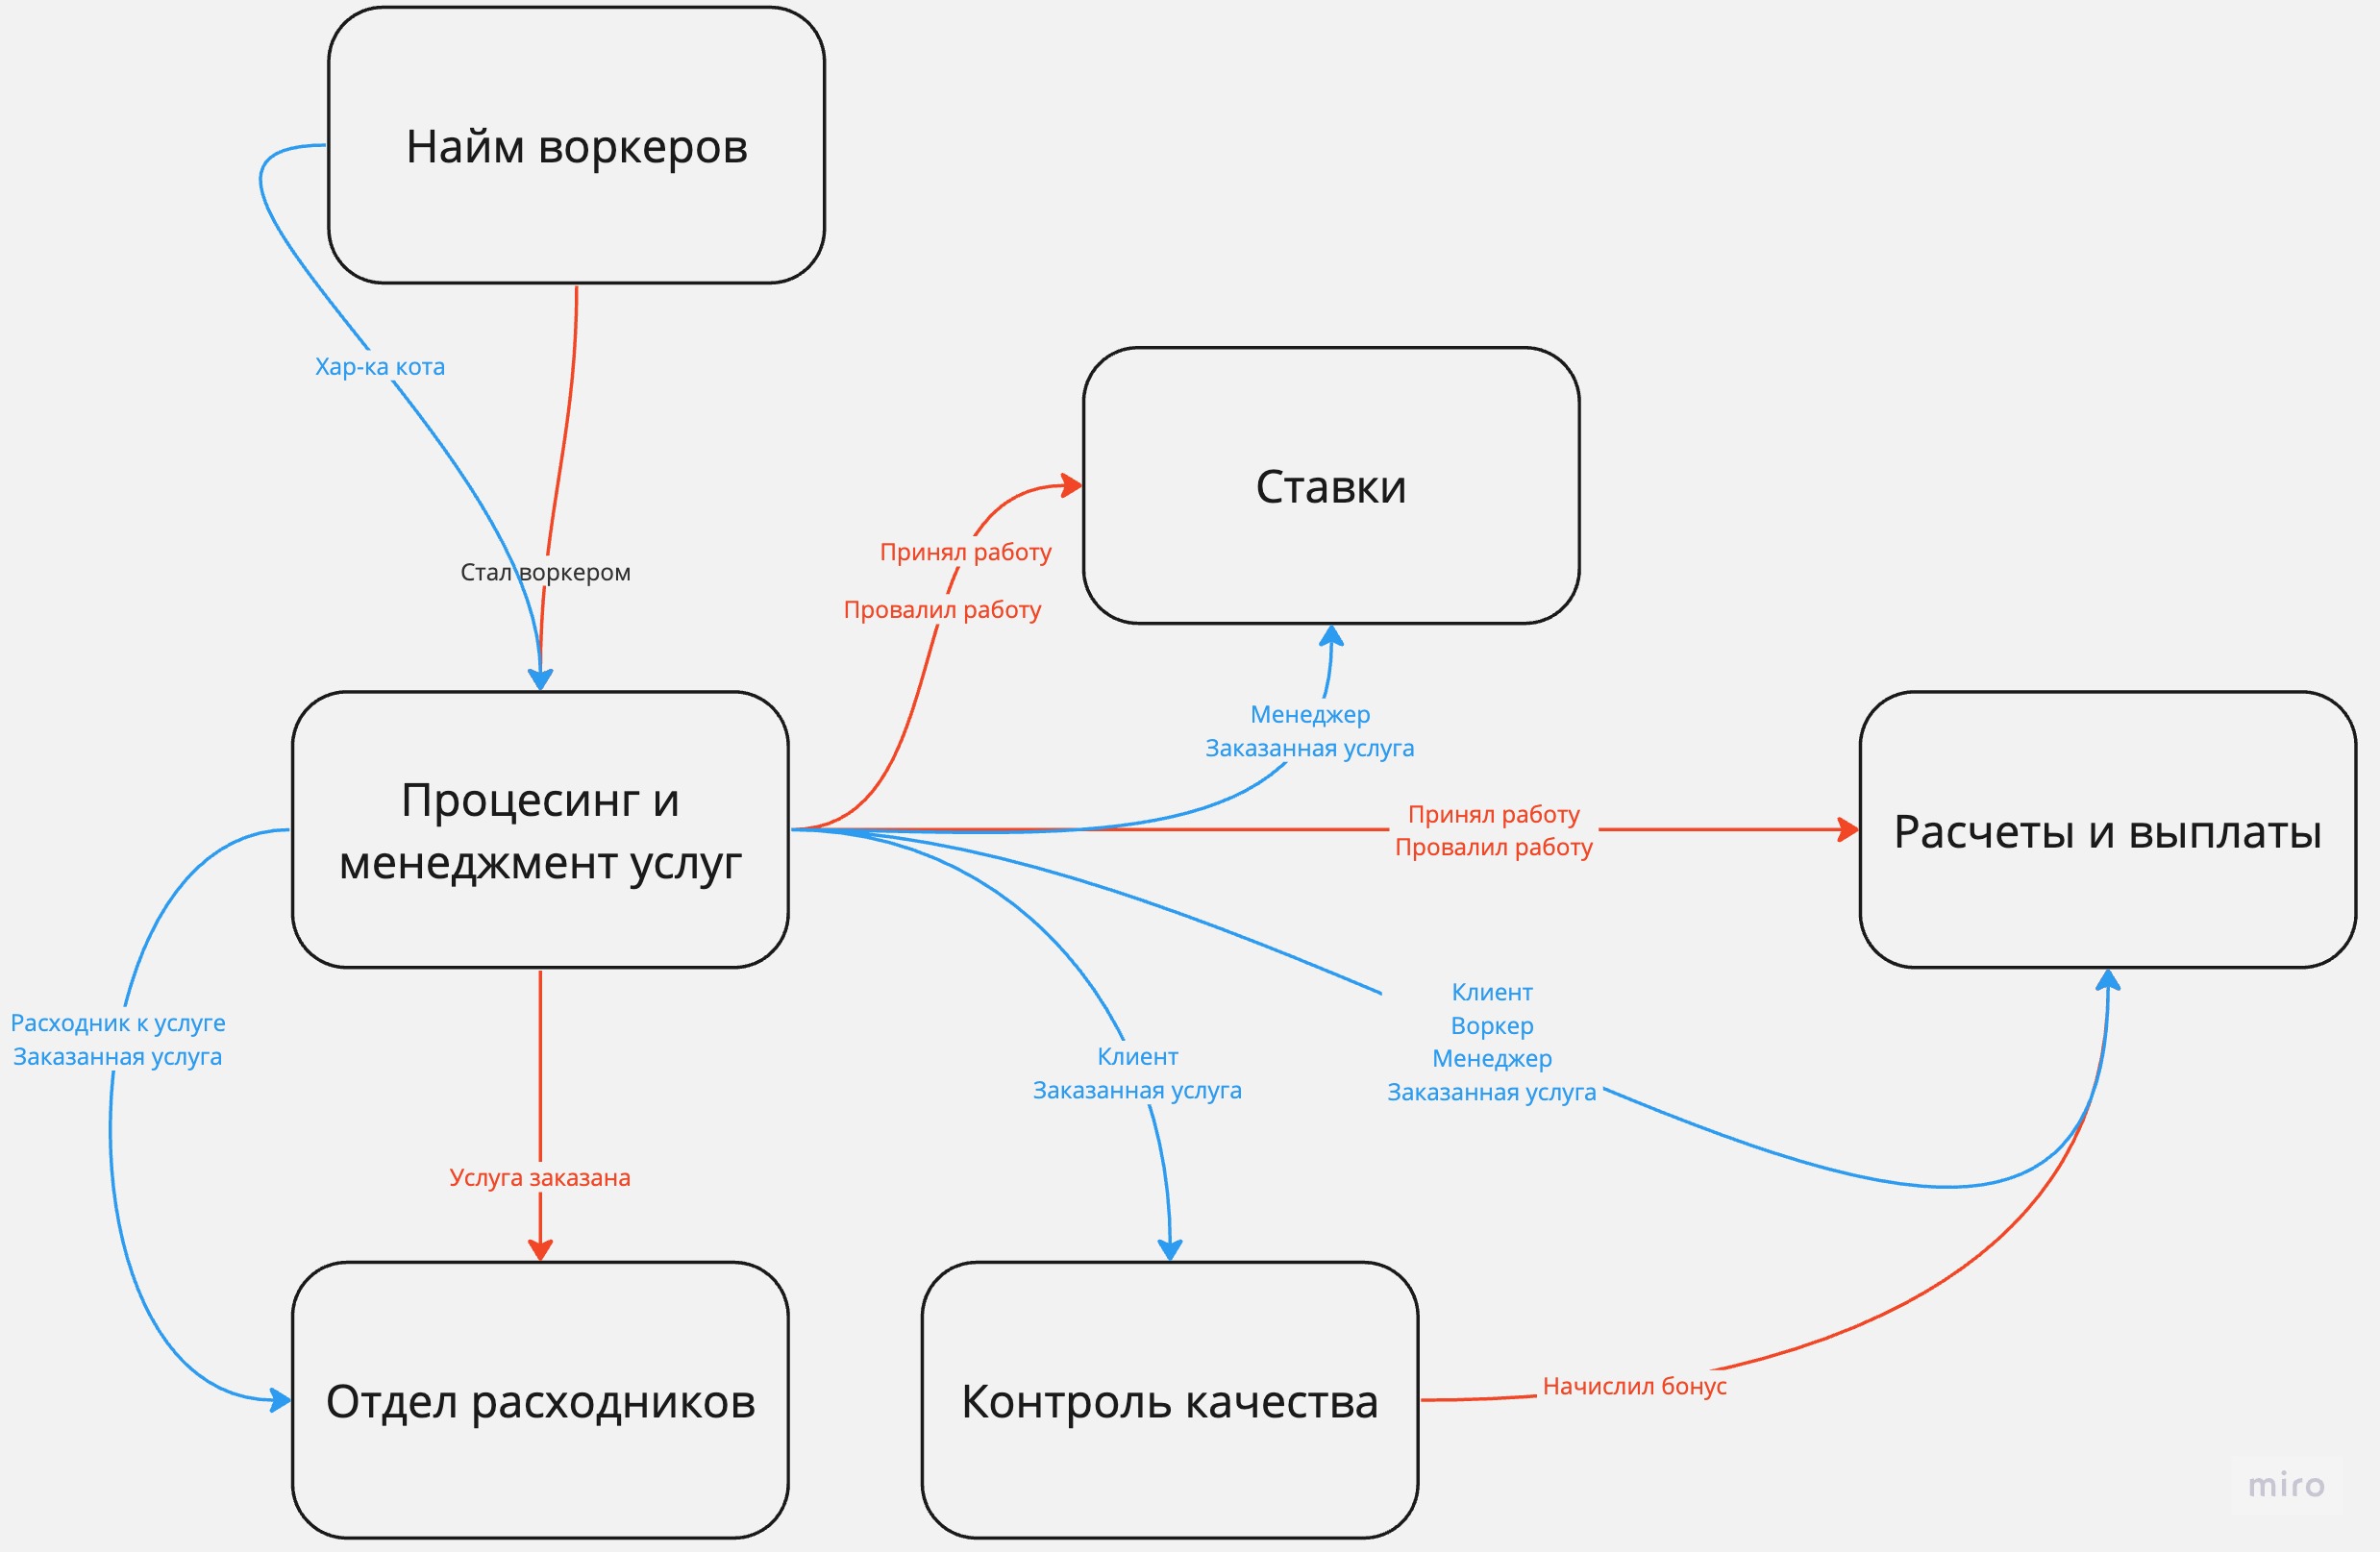 Найм воркеров
Хар-ка кота
Ставки
Принял работу
Стал воркером
Провалил работу
Менеджер
Заказанная услуга
Процесинг и
менеджмент услуг
Принял работу
Провалил работу
Расчеты и выплаты
Расходник к услуге
Заказанная услуга
Клиент
Воркер
Менеджер
Заказанная услуга
Клиент
Заказанная услуга
Услуга заказана
Начислил бонус
Отдел расходников
Контроль качества
miro